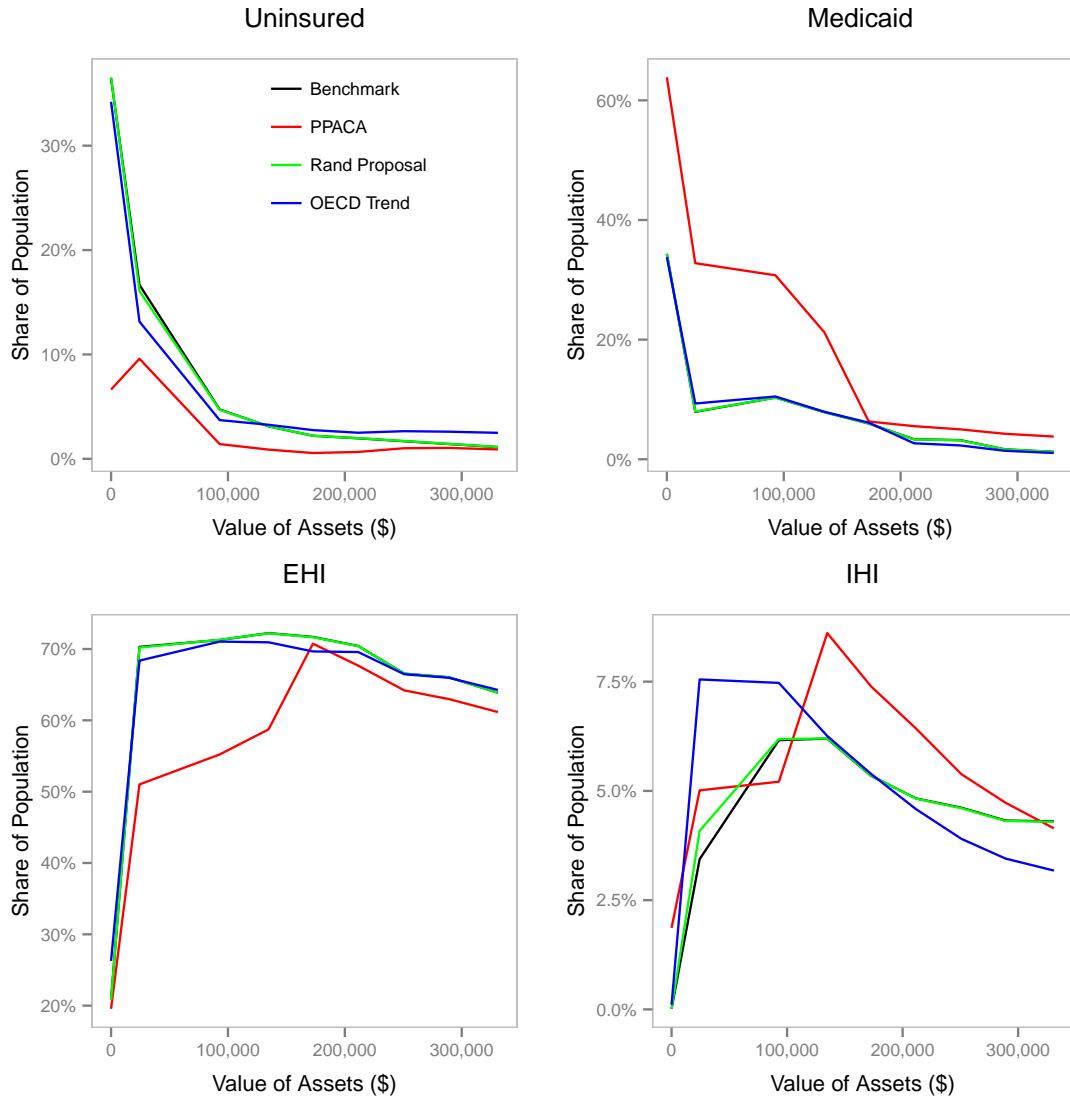 Uninsured
Share of Population
30%
20%
10%
0%
Benchmark
PPACA
Rand Proposal
OECD Trend
0 100,000 200,000 300,000
Value of Assets ($)
Medicaid
Share of Population
60%
40%
20%
0%
0 100,000 200,000 300,000
Value of Assets ($)
EHI
Share of Population
70%
60%
50%
40%
30%
20%
0 100,000 200,000 300,000
Value of Assets ($)
IHI
Share of Population
7.5%
5.0%
2.5%
0.0%
0 100,000 200,000 300,000
Value of Assets ($)